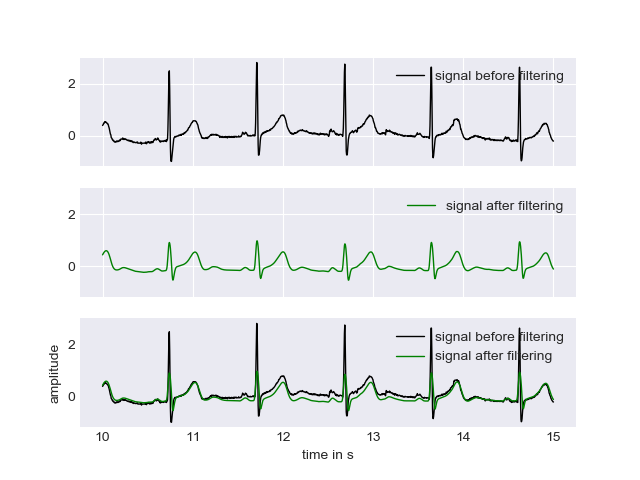 2
signal before filtering
0
2
signal after filtering
0
2
signal before filtering
signal after filtering
0
amplitude
10 11 12 13 14 15
time in s